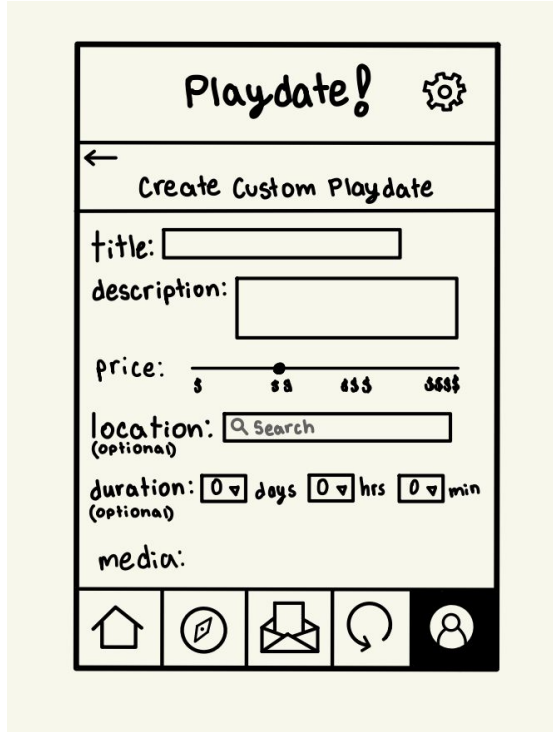 Playdate!
Create Custom Playdate
title:
description:
price:
$ $$ $$$ $$$$
location: Search
(optional)
duration: 0 days 0 hrs 0 min
(optional)
media: